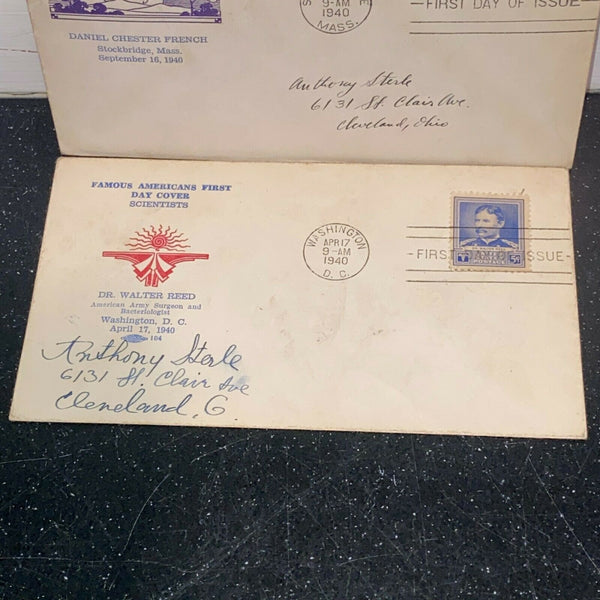 DANIEL CHESTER FRENCH
Stockbridge, Mass.
September 16, 1940
9-AM
1940
MASS.
FIRST DAY OF ISSUE
Anthony Sterle
6131 St. Clair Ave.
Cleveland, Ohio
FAMOUS AMERICANS FIRST
DAY COVER
SCIENTISTS
DR. WALTER REED
American Army Surgeon and
Bacteriologist
Washington, D. C.
April 17, 1940
104
WASHINGTON
APR 17
9-AM
1940
D. C.
FIRST DAY OF ISSUE
5¢
Anthony Sterle
6131 St. Clair Ave
Cleneland, O.